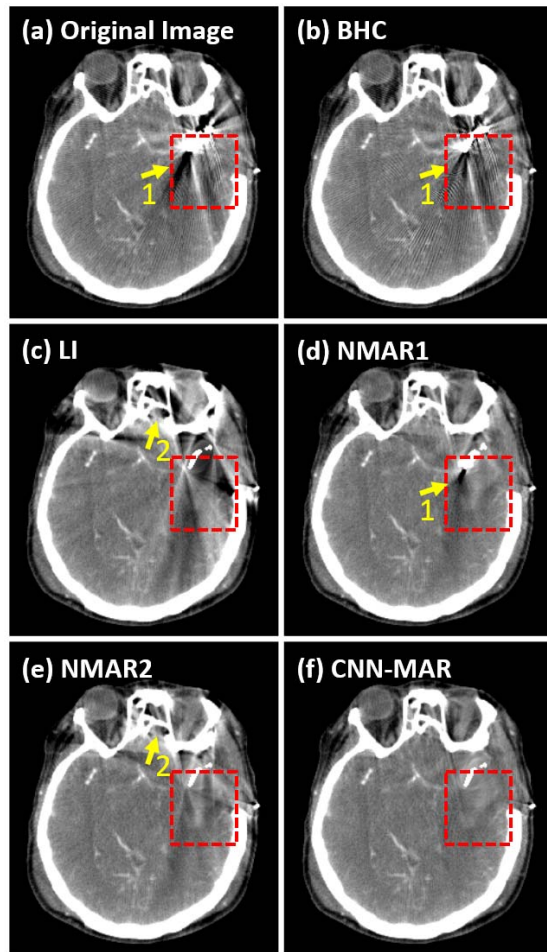 (a) Original Image
1
(b) BHC
1
(c) LI
2
(d) NMAR1
1
(e) NMAR2
2
(f) CNN-MAR